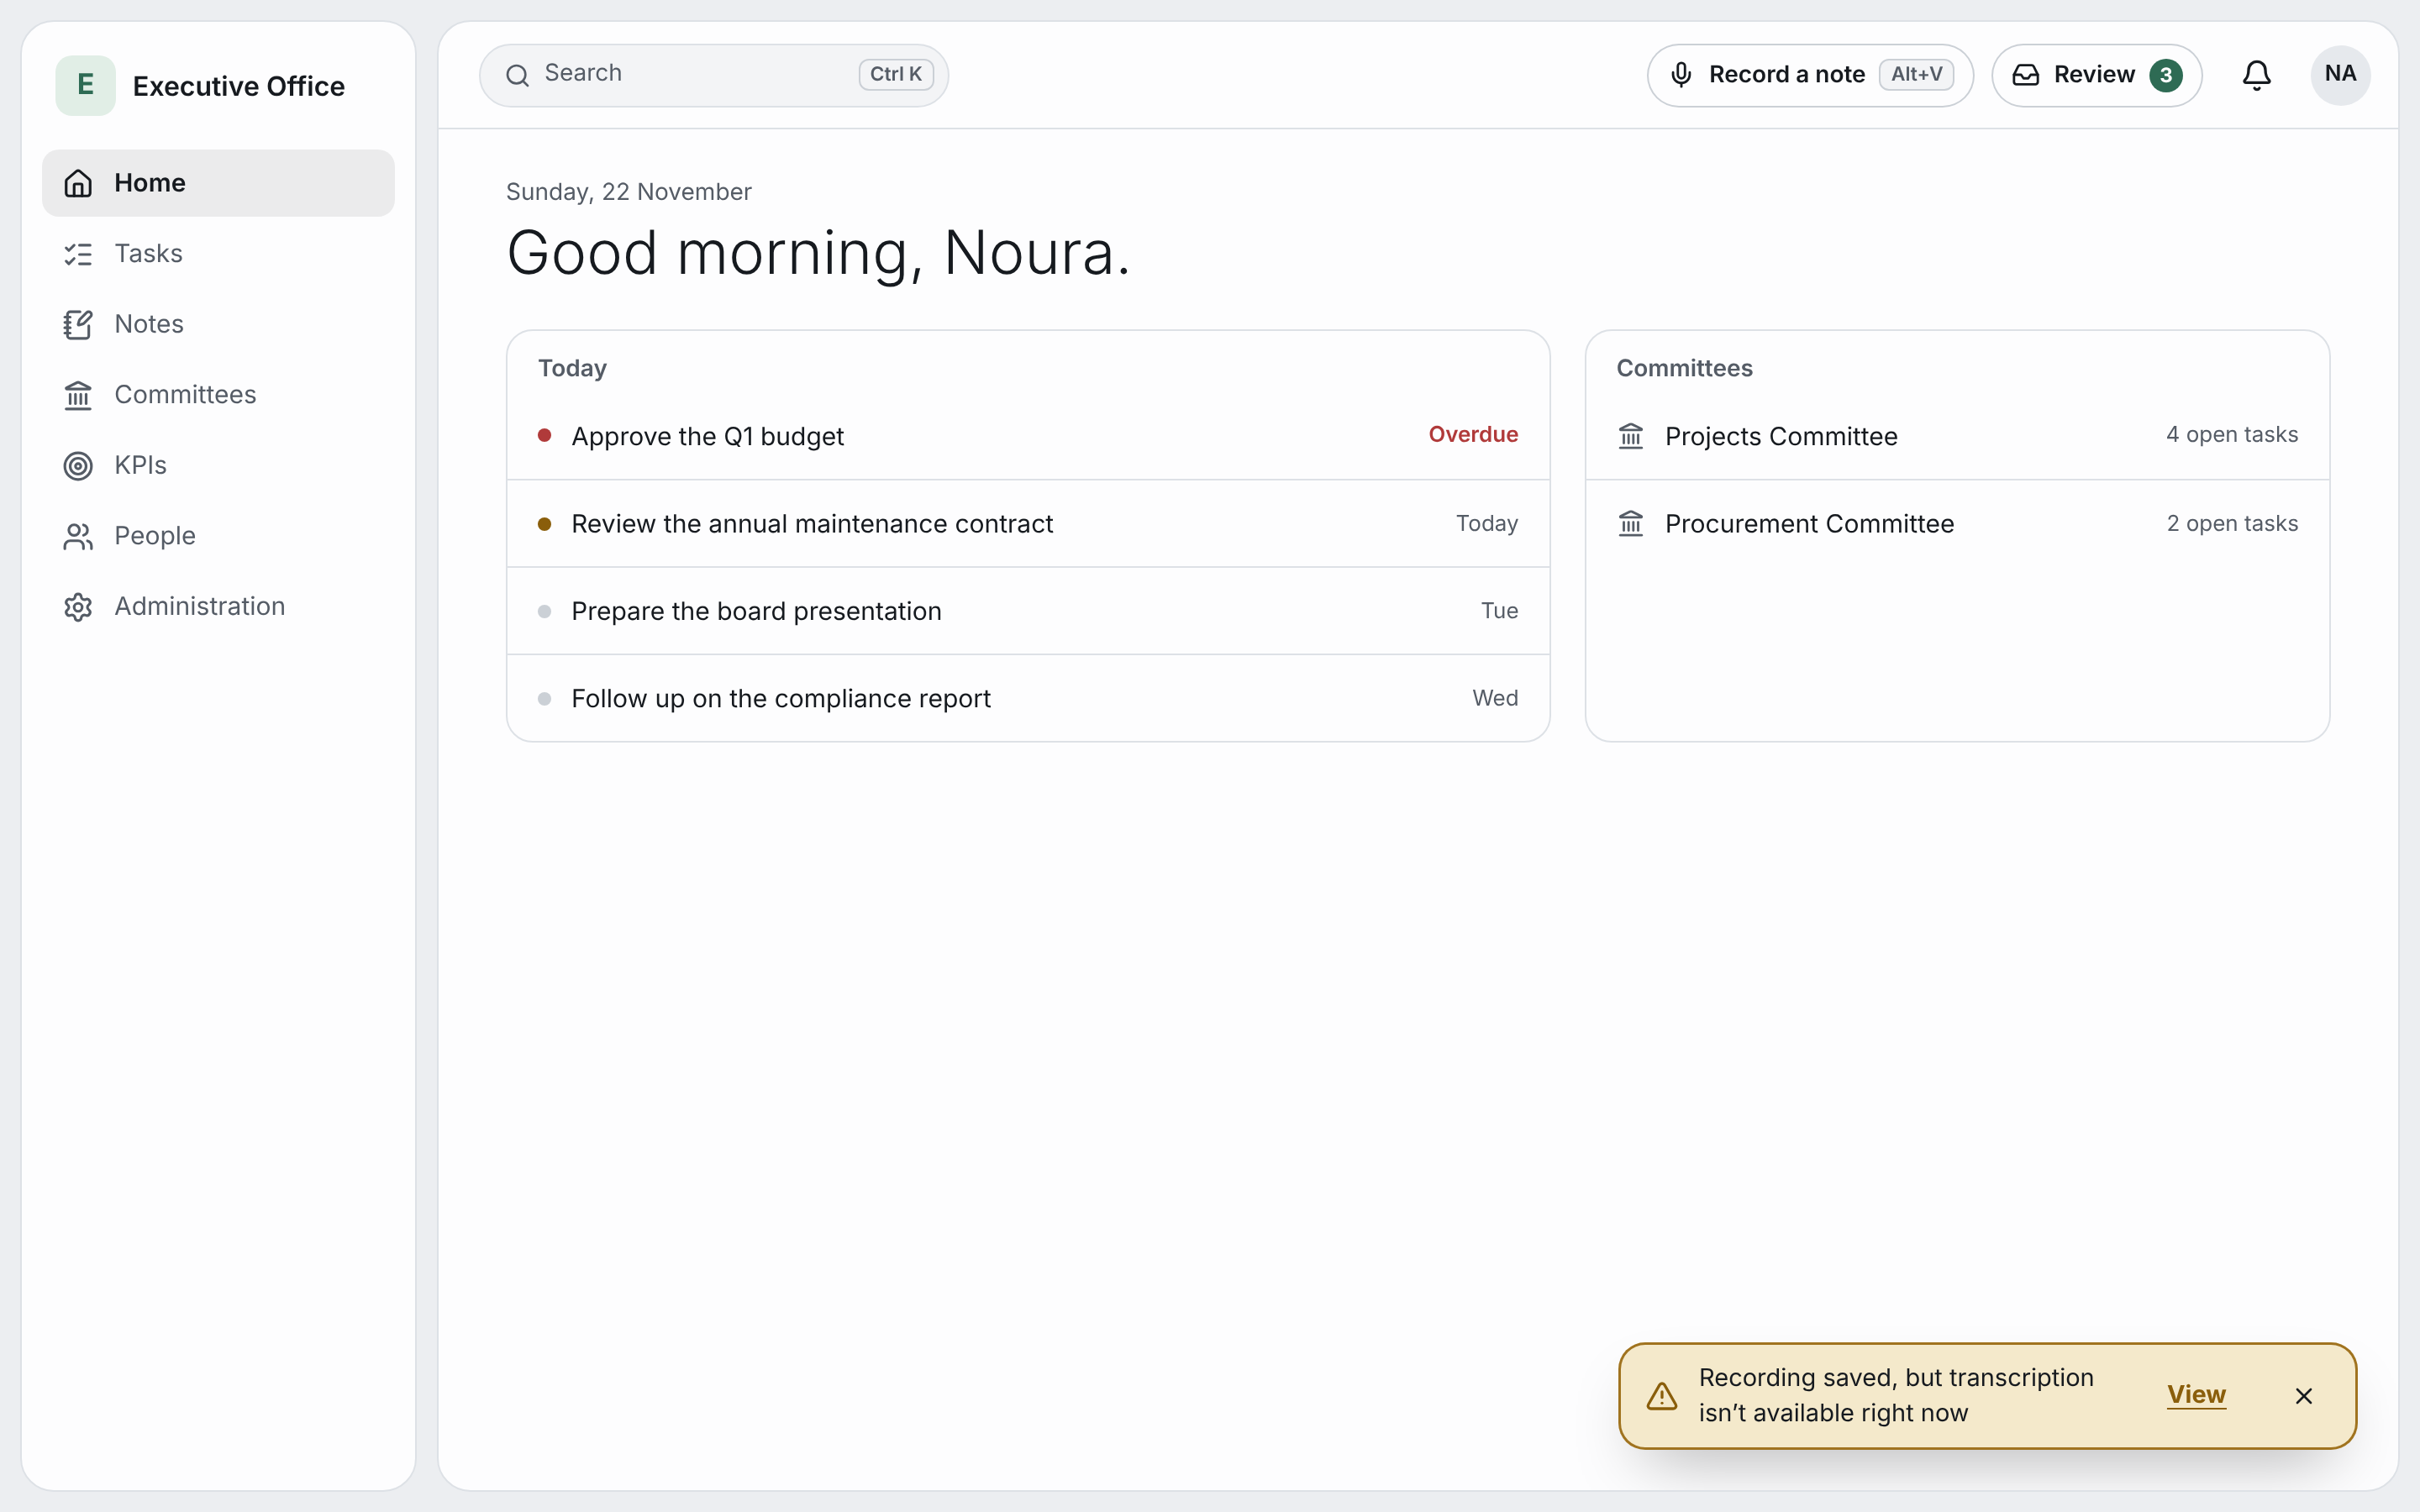 E
Executive Office
Home
Tasks
Notes
Committees
KPIs
People
Administration
Search
Ctrl K
Record a note
Alt+V
Review
3
NA
Sunday, 22 November
Good morning, Noura.
Today
Approve the Q1 budget
Overdue
Review the annual maintenance contract
Today
Prepare the board presentation
Tue
Follow up on the compliance report
Wed
Committees
Projects Committee
4 open tasks
Procurement Committee
2 open tasks
Recording saved, but transcription
isn’t available right now
View